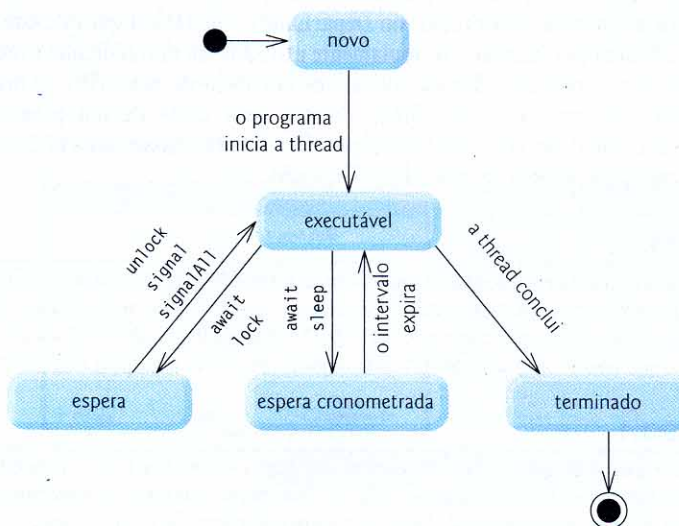 novo
o programa
inicia a thread
executável
unlock
signal
signalAll
await
lock
await
sleep
o intervalo
expira
a thread conclui
espera
espera cronometrada
terminado